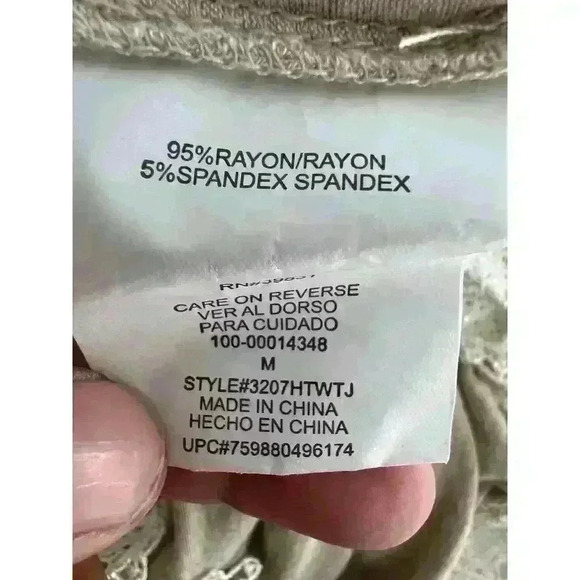 95%RAYON/RAYON
5%SPANDEX SPANDEX
CARE ON REVERSE
VER AL DORSO
PARA CUIDADO
100-00014348
M
STYLE#3207HTWTJ
MADE IN CHINA
HECHO EN CHINA
UPC#759880496174